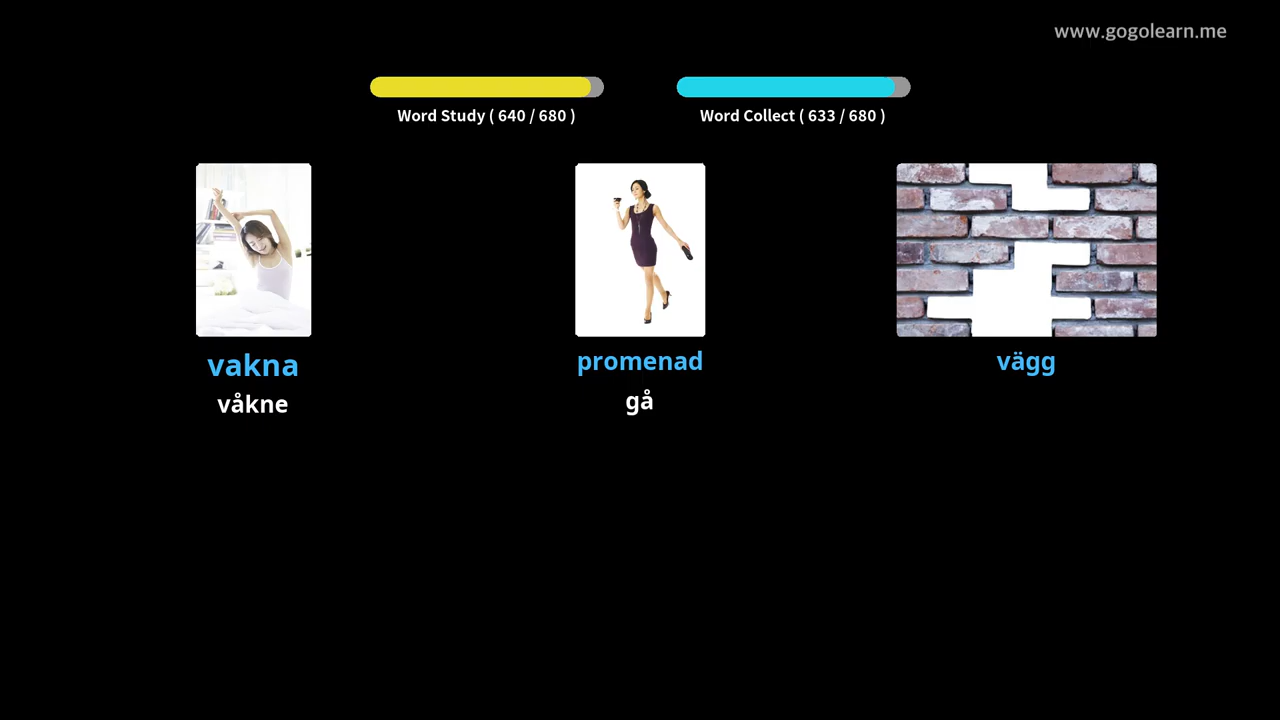 www.gogolearn.me
Word Study ( 640 / 680 )
Word Collect ( 633 / 680 )
vakna
våkne
promenad
gå
vägg